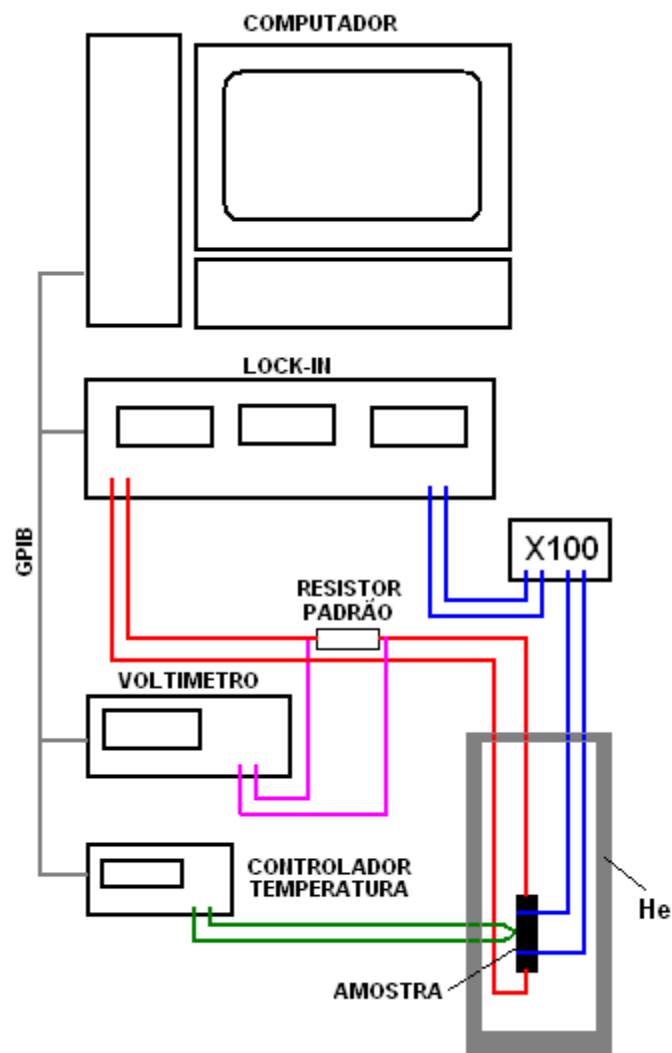 COMPUTADOR
LOCK-IN
GPIB
X100
RESISTOR
PADRÃO
VOLTIMETRO
CONTROLADOR
TEMPERATURA
He
AMOSTRA